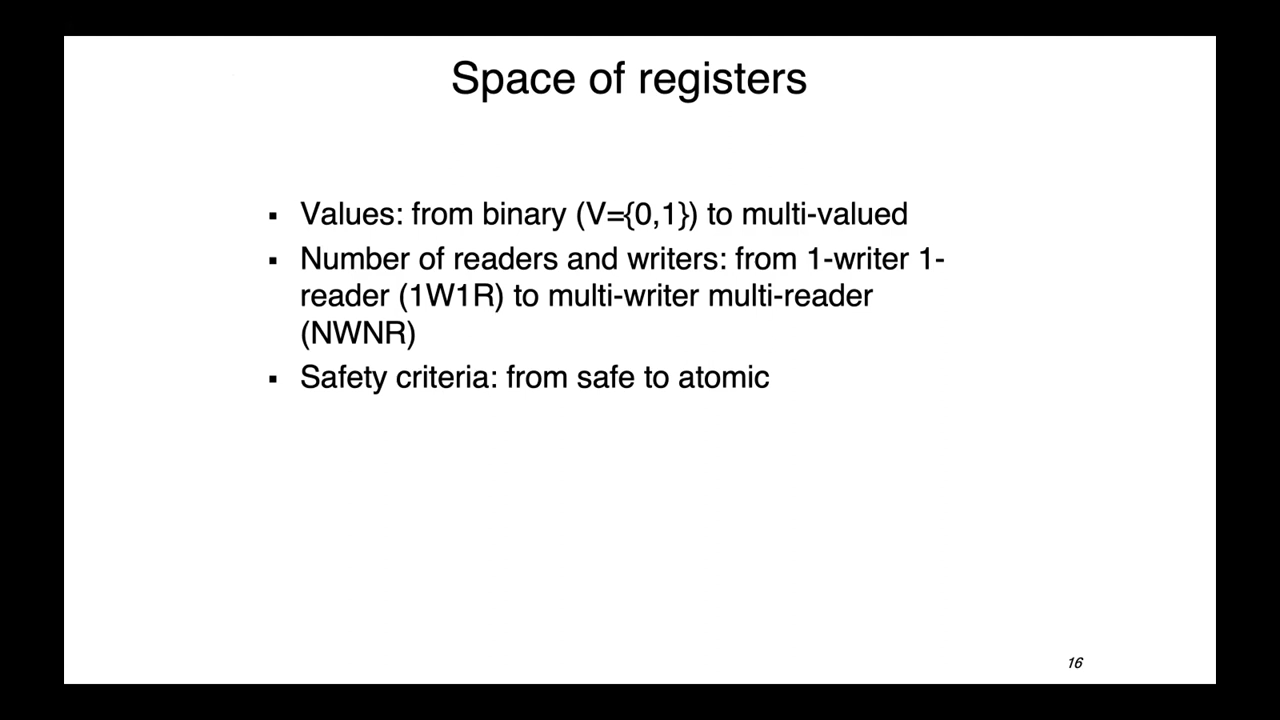 Space of registers
▪ Values: from binary (V={0,1}) to multi-valued
▪ Number of readers and writers: from 1-writer 1-
reader (1W1R) to multi-writer multi-reader
(NWNR)
▪ Safety criteria: from safe to atomic
16